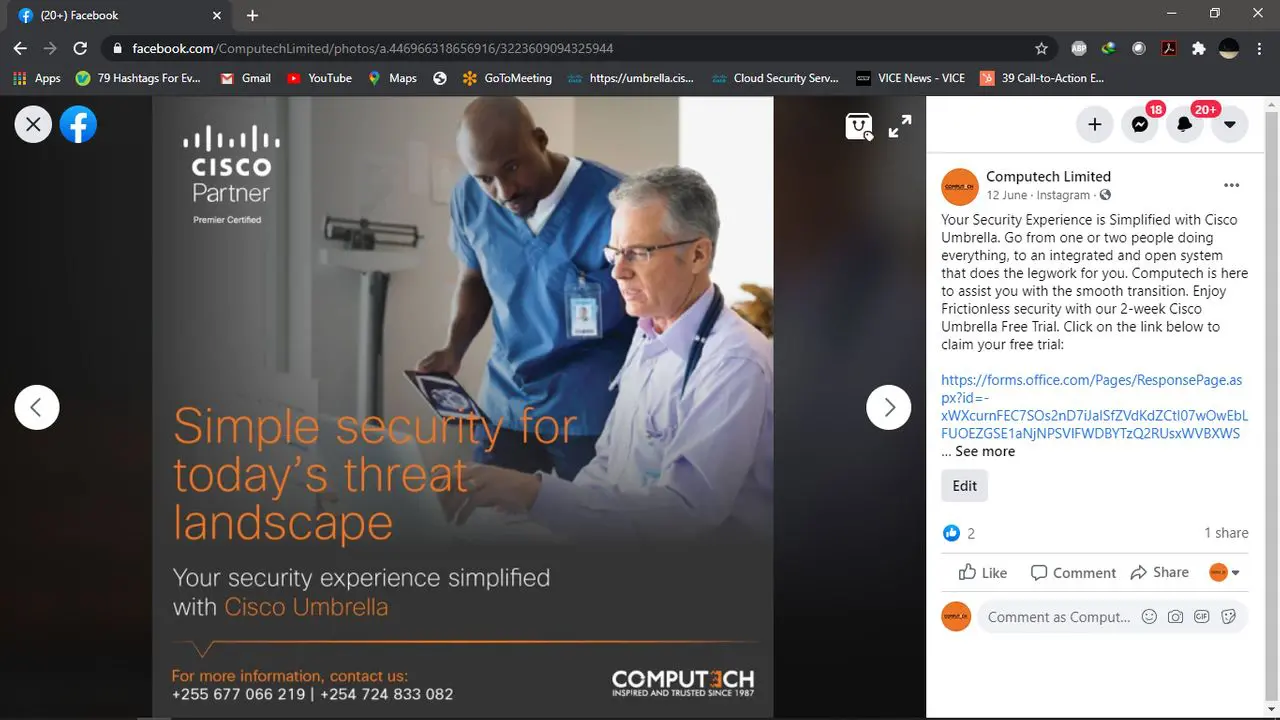 (20+) Facebook
facebook.com/ComputechLimited/photos/a.446966318656916/3223609094325944
ABP
Apps
79 Hashtags For Ev...
Gmail
YouTube
Maps
GoToMeeting
https://umbrella.cis...
Cloud Security Serv...
VICE News - VICE
39 Call-to-Action E...
CISCO
Partner
Premier Certified
Simple security for
today's threat
landscape
Your security experience simplified
with Cisco Umbrella
For more information, contact us:
+255 677 066 219 | +254 724 833 082
COMPUTECH
INSPIRED AND TRUSTED SINCE 1987
18
20+
Computech Limited
12 June · Instagram ·
Your Security Experience is Simplified with Cisco
Umbrella. Go from one or two people doing
everything, to an integrated and open system
that does the legwork for you. Computech is here
to assist you with the smooth transition. Enjoy
Frictionless security with our 2-week Cisco
Umbrella Free Trial. Click on the link below to
claim your free trial:
https://forms.office.com/Pages/ResponsePage.as
px?id=-
xWXcurnFEC7SOs2nD7iJaISfZVdKdZCtl07wOwEbL
FUOEZGSE1aNjNPSVlFWDBYTzQ2RUsxWVBXWS
... See more
Edit
2
1 share
Like
Comment
Share
Comment as Comput...
GIF